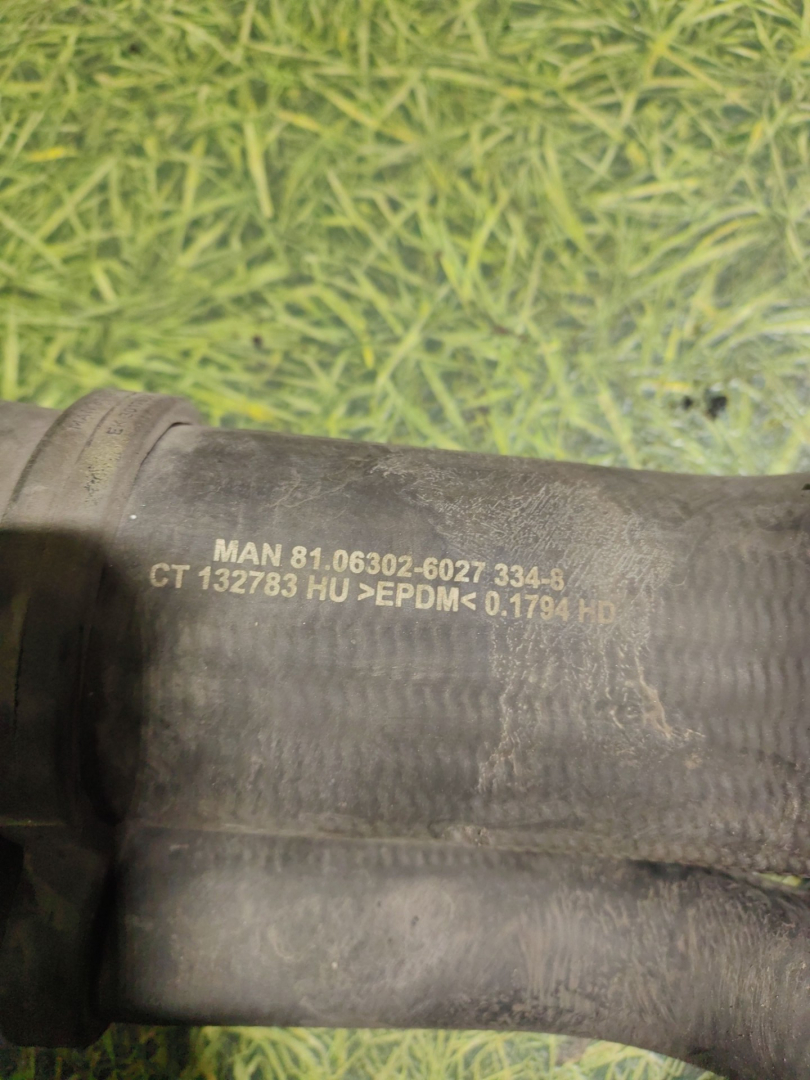 MAN 81.06302-6027 334-8
CT 132783 HU >EPDM< 0.1794 HD